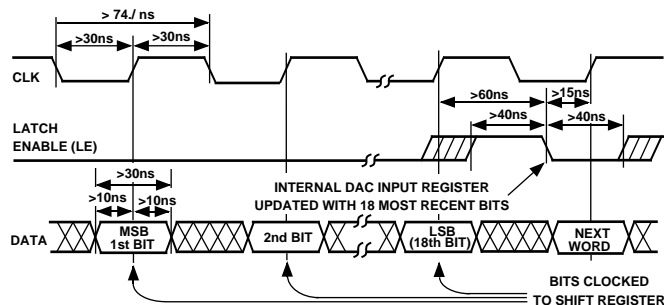 > 74./ ns
>30ns >30ns
CLK
>60ns >15ns
>40ns >40ns
LATCH
ENABLE (LE)
>30ns
INTERNAL DAC INPUT REGISTER
UPDATED WITH 18 MOST RECENT BITS
>10ns >10ns
DATA
MSB
1st BIT
2nd BIT
LSB
(18th BIT)
NEXT
WORD
BITS CLOCKED
TO SHIFT REGISTER